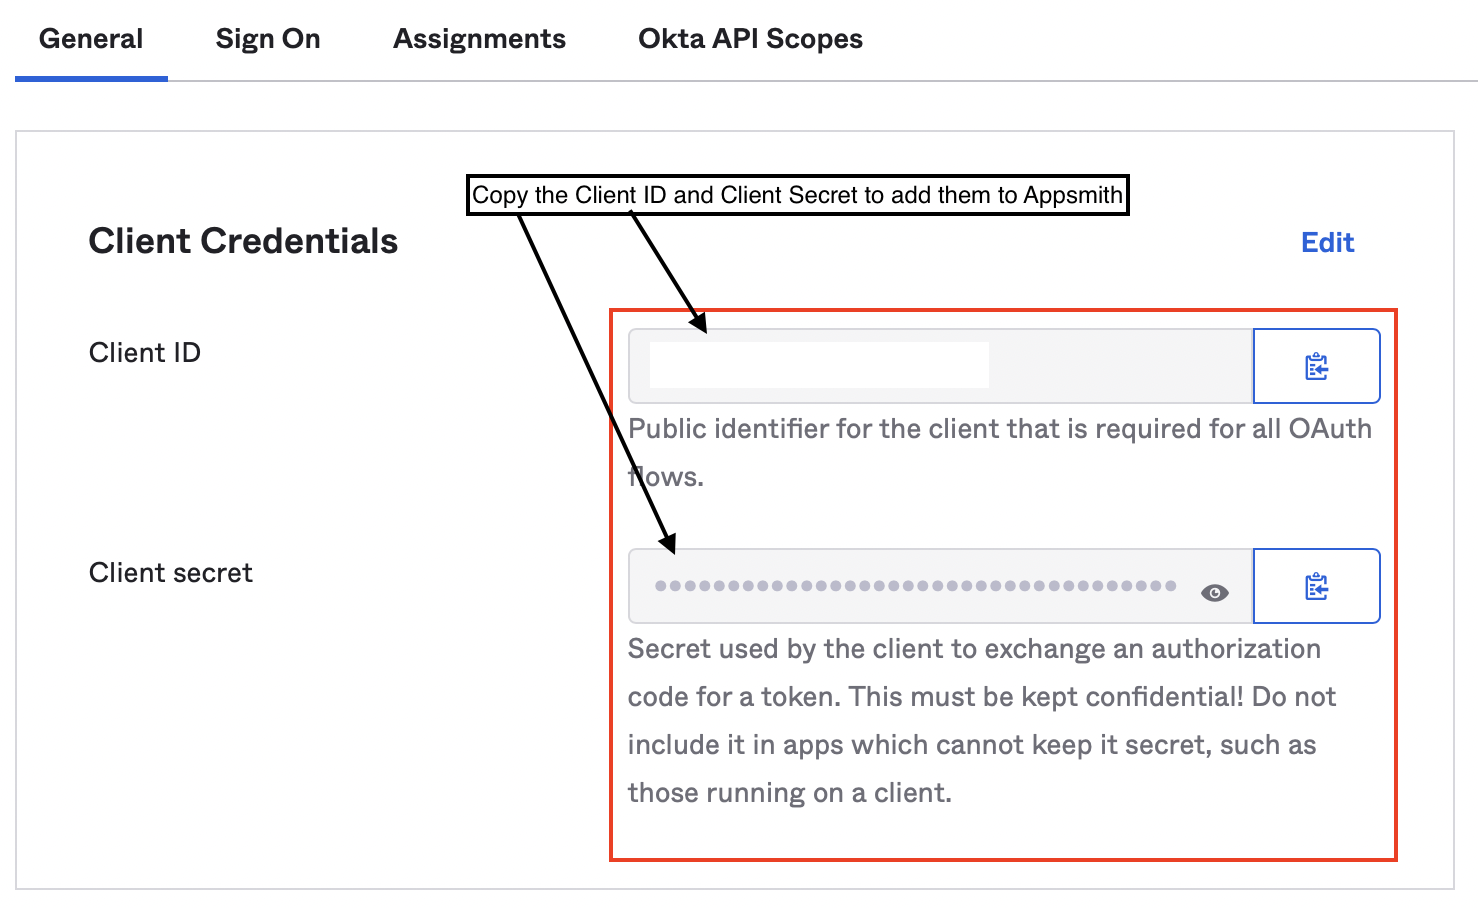 General Sign On Assignments Okta API Scopes
Copy the Client ID and Client Secret to add them to Appsmith
Client Credentials
Edit
Client ID
Public identifier for the client that is required for all OAuth
flows.
Client secret
Secret used by the client to exchange an authorization
code for a token. This must be kept confidential! Do not
include it in apps which cannot keep it secret, such as
those running on a client.